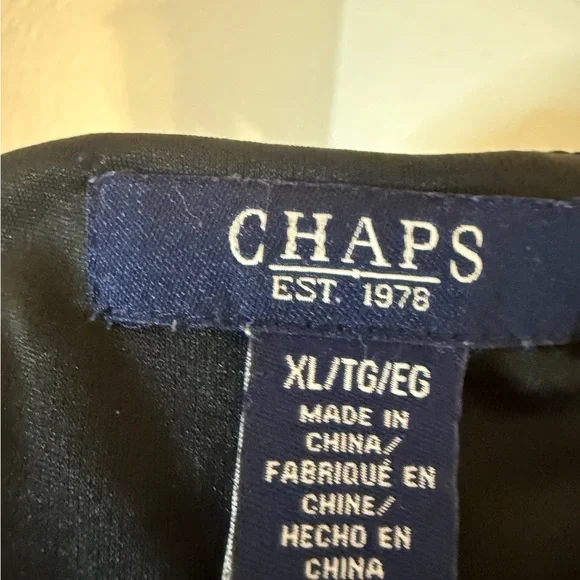 CHAPS
EST. 1978
XL/TG/EG
MADE IN
CHINA/
FABRIQUÉ EN
CHINE/
HECHO EN
CHINA